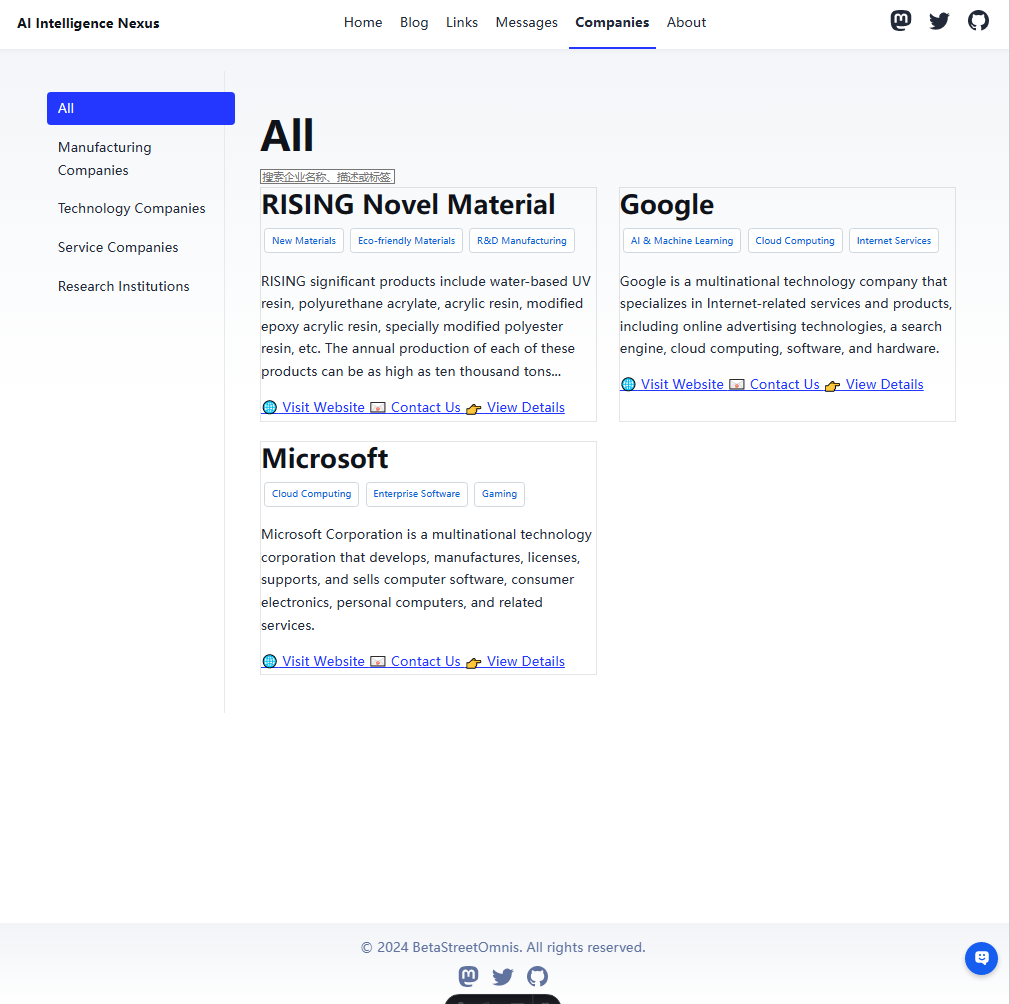 AI Intelligence Nexus
Home Blog Links Messages Companies About
All
Manufacturing
Companies
Technology Companies
Service Companies
Research Institutions
All
搜索企业名称、描述或标签
RISING Novel Material
New Materials Eco-friendly Materials R&D Manufacturing
RISING significant products include water-based UV
resin, polyurethane acrylate, acrylic resin, modified
epoxy acrylic resin, specially modified polyester
resin, etc. The annual production of each of these
products can be as high as ten thousand tons...
Visit Website Contact Us View Details
Google
AI & Machine Learning Cloud Computing Internet Services
Google is a multinational technology company that
specializes in Internet-related services and products,
including online advertising technologies, a search
engine, cloud computing, software, and hardware.
Visit Website Contact Us View Details
Microsoft
Cloud Computing Enterprise Software Gaming
Microsoft Corporation is a multinational technology
corporation that develops, manufactures, licenses,
supports, and sells computer software, consumer
electronics, personal computers, and related
services.
Visit Website Contact Us View Details
© 2024 BetaStreetOmnis. All rights reserved.